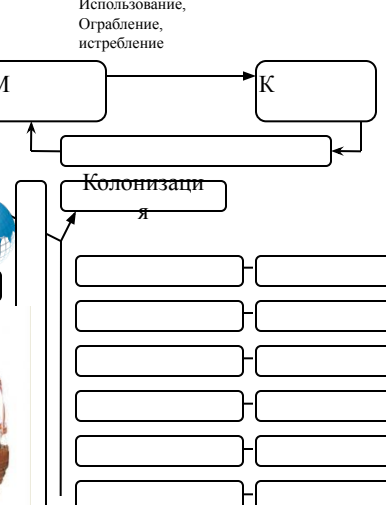 Использование,
Ограбление,
истребление
М
К
Колонизаци
я